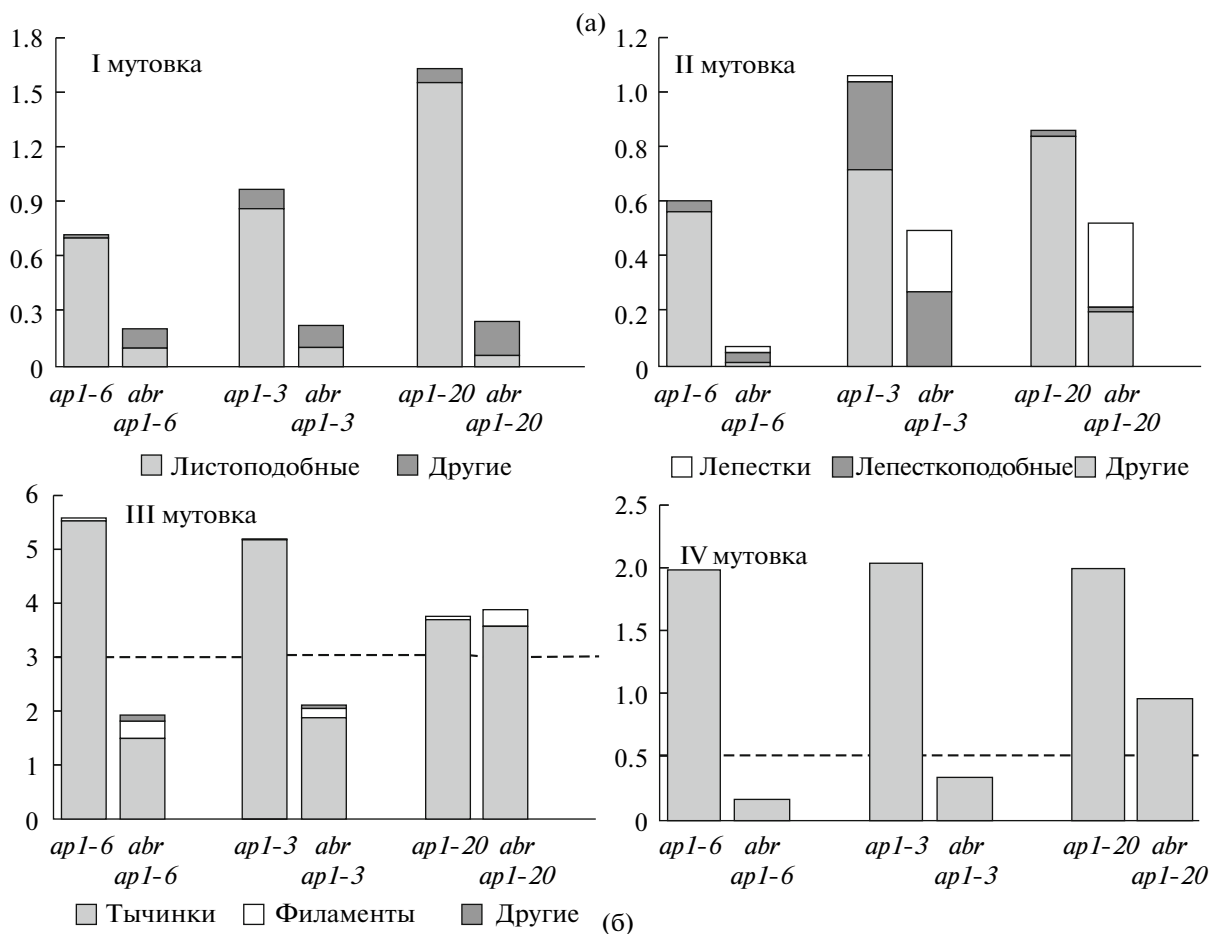 (а)
I мутовка
1.8
1.5
1.2
0.9
0.6
0.3
0
ap1-6 abr ap1-3 abr ap1-20 abr
ap1-6 ap1-3 ap1-20
Листоподобные Другие
II мутовка
1.2
1.0
0.8
0.6
0.4
0.2
0
ap1-6 abr ap1-3 abr ap1-20 abr
ap1-6 ap1-3 ap1-20
Лепестки Лепесткоподобные Другие
III мутовка
6
5
4
3
2
1
0
ap1-6 abr ap1-3 abr ap1-20 abr
ap1-6 ap1-3 ap1-20
Тычинки Филаменты Другие
IV мутовка
2.5
2.0
1.5
1.0
0.5
0
ap1-6 abr ap1-3 abr ap1-20 abr
ap1-6 ap1-3 ap1-20
(б)